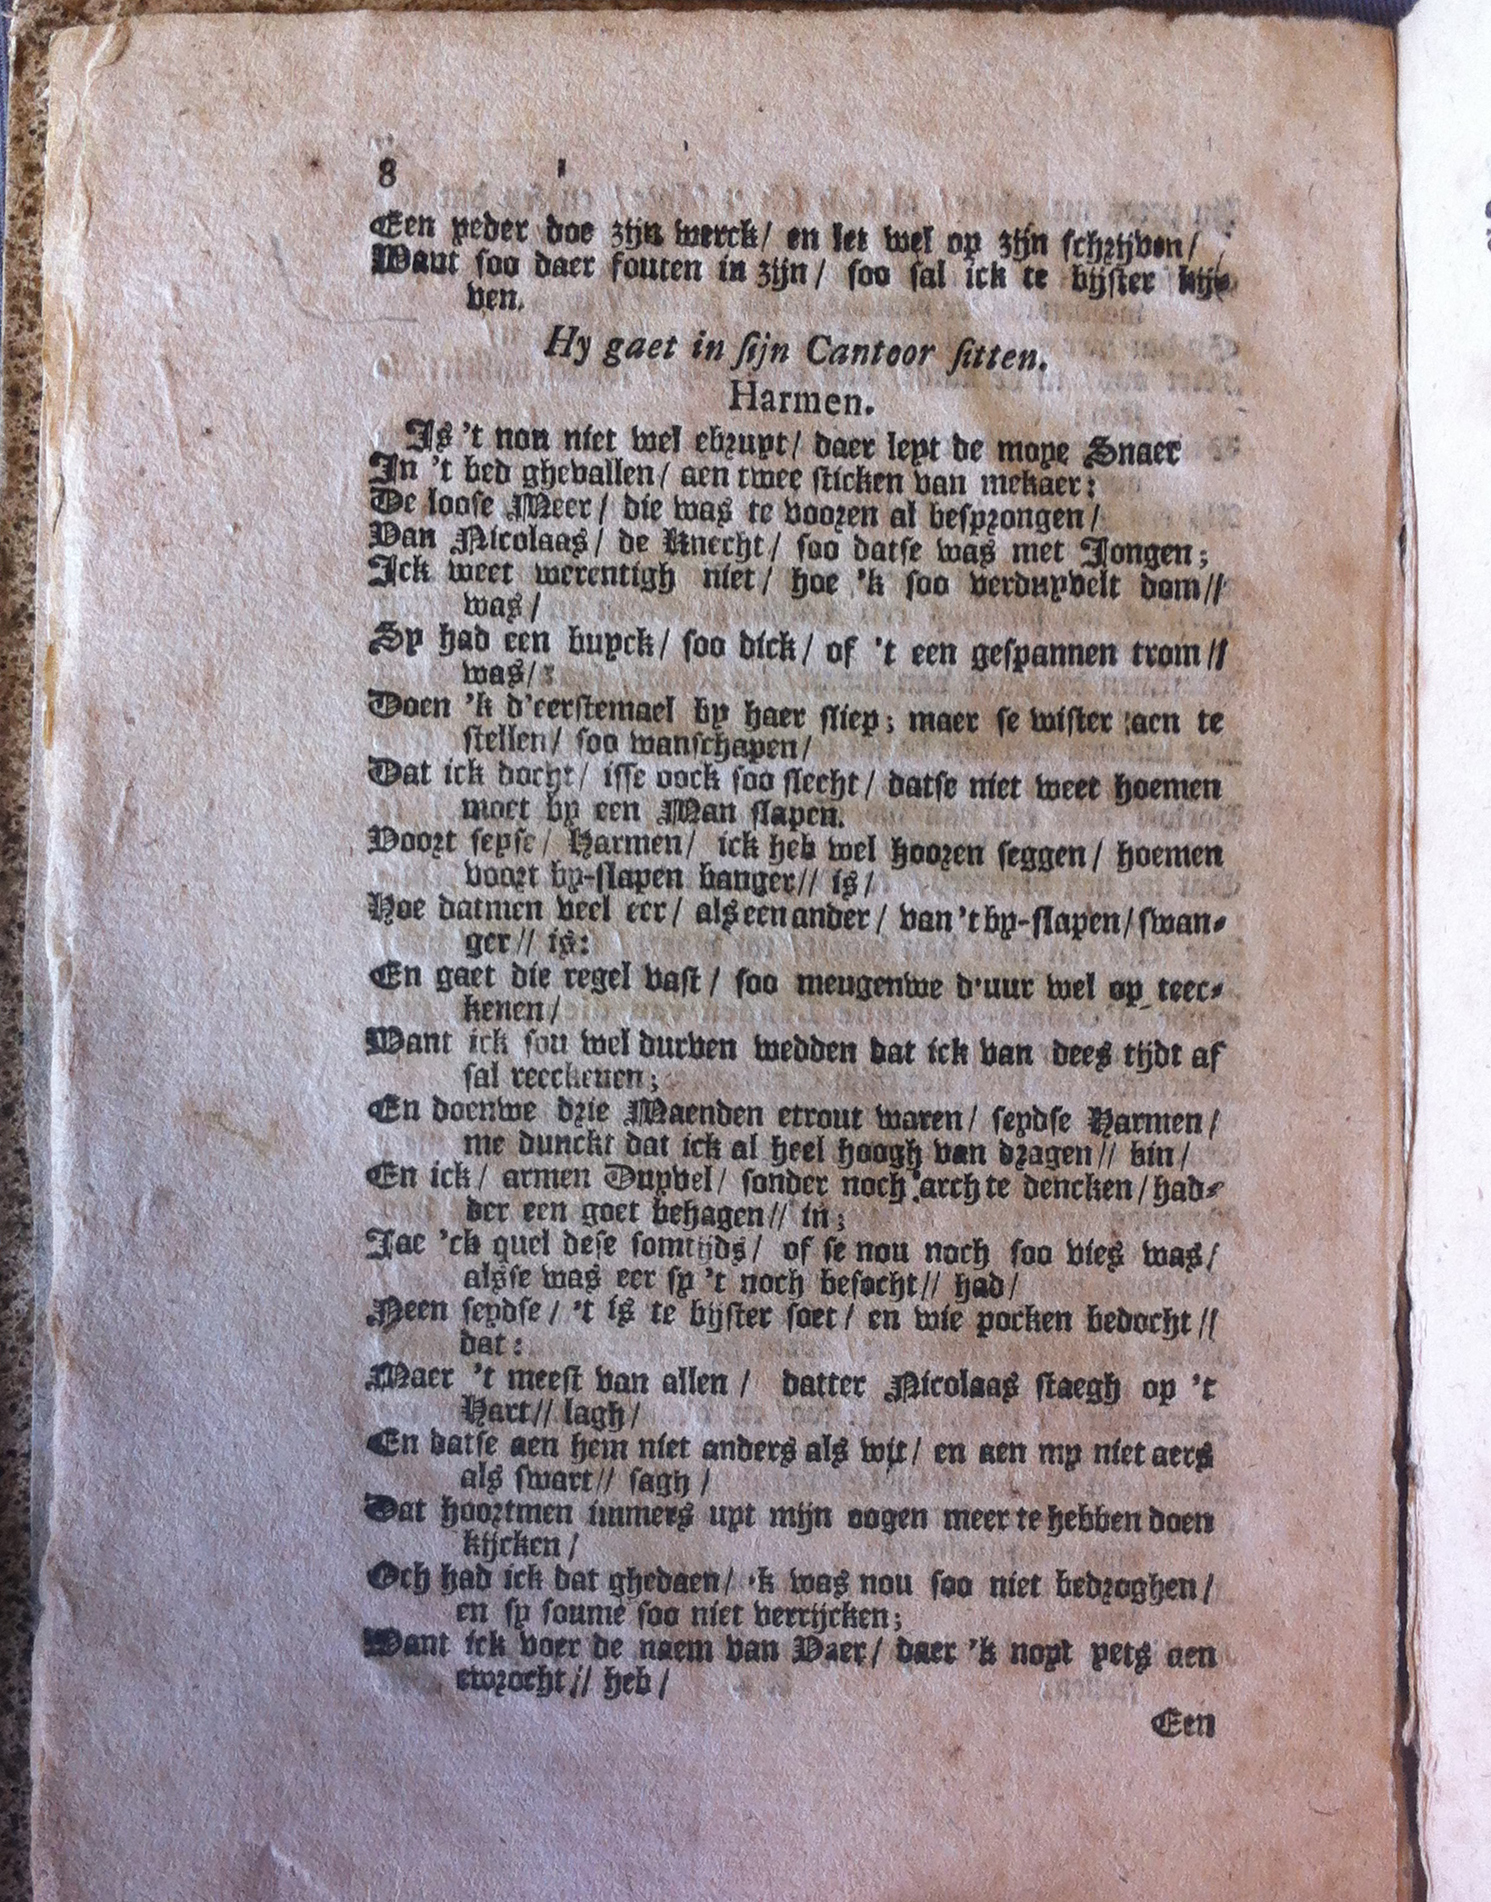 8
Een yeder doe zijn werck/ en let wel op zijn schrijven/
Want soo daer fouten in zijn/ soo sal ick te bijster kij-
ven.
Hy gaet in sijn Cantoor sitten.
Harmen.
Is 't nou niet wel ebruyt/ daer leyt de moye Snaer
In 't bed ghevallen/ aen twee sticken van mekaer:
De loose Meer/ die was te vooren al besprongen/
Van Nicolaas/ de Knecht/ soo datse was met Jongen;
Ick weet werentigh niet/ hoe 'k soo verduyvelt dom//
was/
Sy had een buyck/ soo dick/ of 't een gespannen trom//
was/:
Doen 'k d'eerstemael by haer sliep; maer se wister aen te
stellen/ soo wanschapen/
Dat ick docht/ isse oock soo slecht/ datse niet weet hoemen
moet by een Man slapen.
Voort seyse/ Harmen/ ick heb wel hooren seggen/ hoemen
voort by-slapen banger// is/
Hoe datmen veel eer/ als een ander/ van 't by-slapen/ swan-
ger// is:
En gaet die regel vast/ soo meugenwe d'uur wel op teec-
kenen/
Want ick sou wel durven wedden dat ick van dees tijdt af
sal reeckenen;
En doenwe drie Maenden etrout waren/ seydse Harmen/
me dunckt dat ick al heel hoogh van dragen// bin/
En ick/ armen Duyvel/ sonder noch arch te dencken/ had-
der een goet behagen// in;
Jae 'ck quel dese somtijds/ of se nou noch soo vies was/
alsse was eer sy 't noch besocht// had/
Neen seydse/ 't is te bijster soet/ en wie pocken bedocht//
dat:
Maer 't meest van allen/ datter Nicolaas staegh op 't
Hart// lagh/
En datse aen hem niet anders als wit/ en aen my niet aers
als swart// sagh/
Dat hoortmen immers uyt mijn oogen meer te hebben doen
kijcken/
Och had ick dat ghedaen/ 'k was nou soo niet bedroghen/
en sy soume soo niet verrijcken;
Want ick voer de naem van Vaer/ daer 'k noyt yets aen
ewrocht// heb/
Een